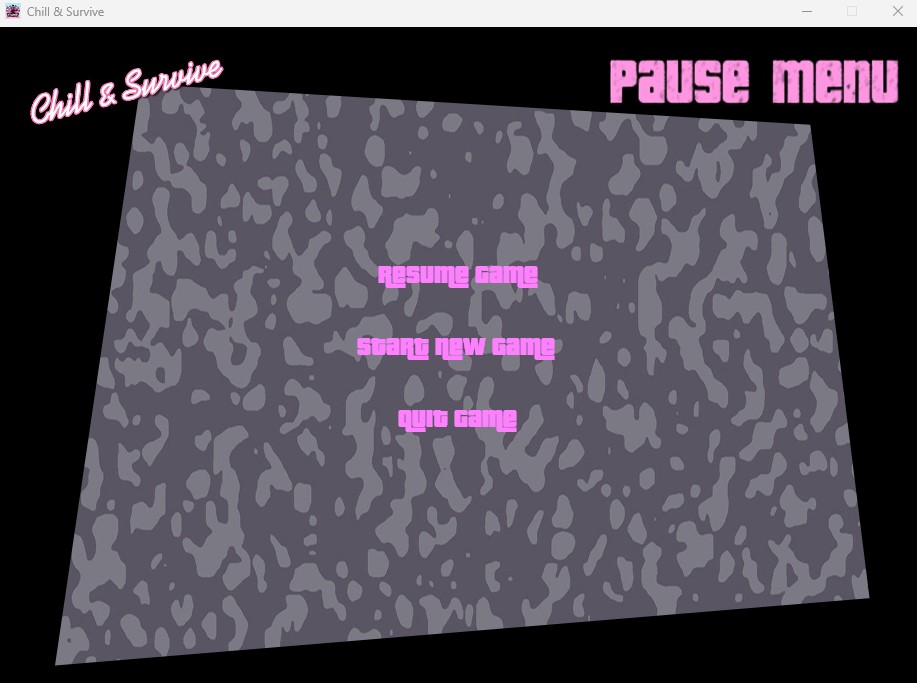 Chill & Survive
Chill & Survive
Pause Menu
Resume Game
Start New Game
Quit Game